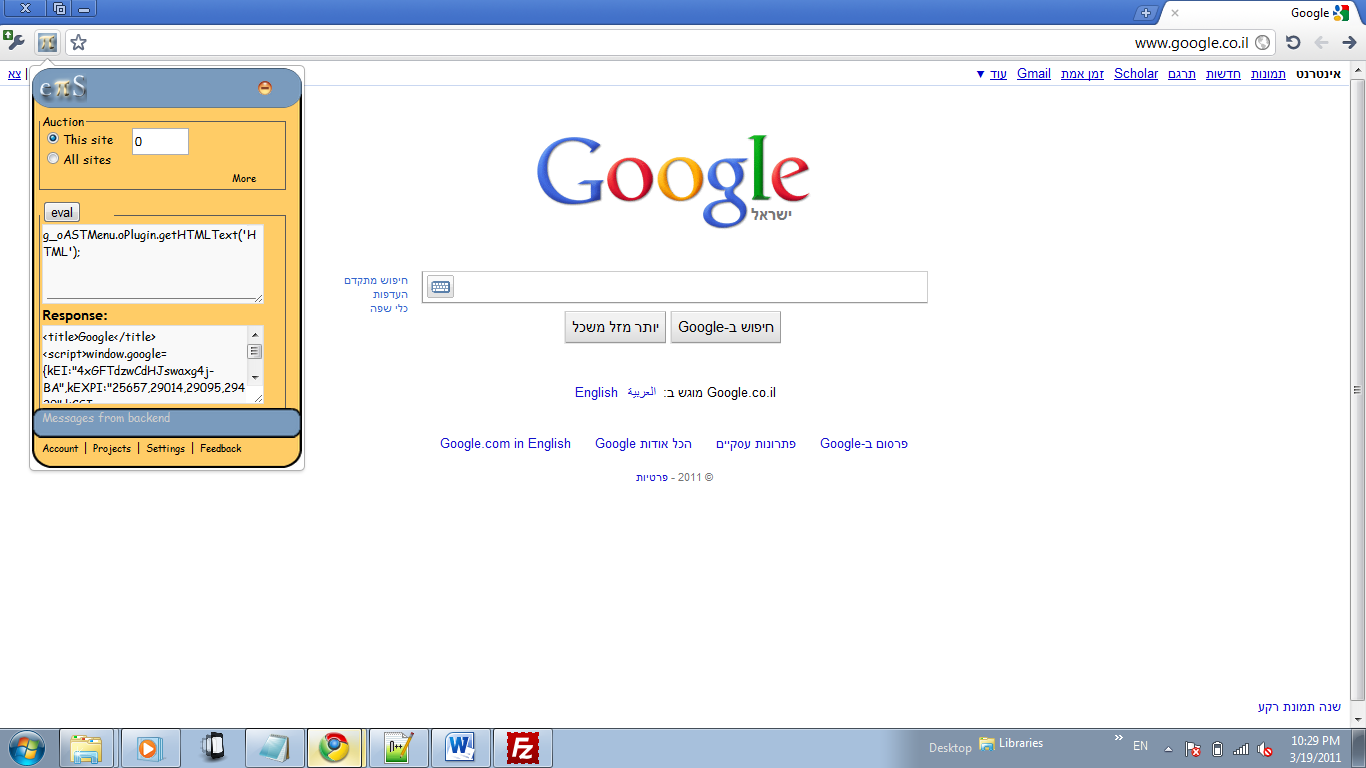 Google
www.google.co.il
אינטרנט תמונות חדשות תרגם Scholar זמן אמת Gmail עוד ▼
צא |
cπS
Auction
This site
0
All sites
More
eval
g_oASTMenu.oPlugin.getHTMLText('H
TML');
Response:
<title>Google</title>
<script>window.google=
{kEI:"4xGFTdzwCdHJswaxg4j-
BA",kEXPI:"25657,29014,29095,294
Messages from backend
Account | Projects | Settings | Feedback
Google
ישראל
חיפוש מתקדם
העדפות
כלי שפה
חיפוש ב-Google יותר מזל משכל
Google.co.il מוגש ב: العربية English
פרסום ב-Google פתרונות עסקיים הכל אודות Google Google.com in English
© 2011 - פרטיות
שנה תמונת רקע
Desktop Libraries » EN 10:29 PM
3/19/2011